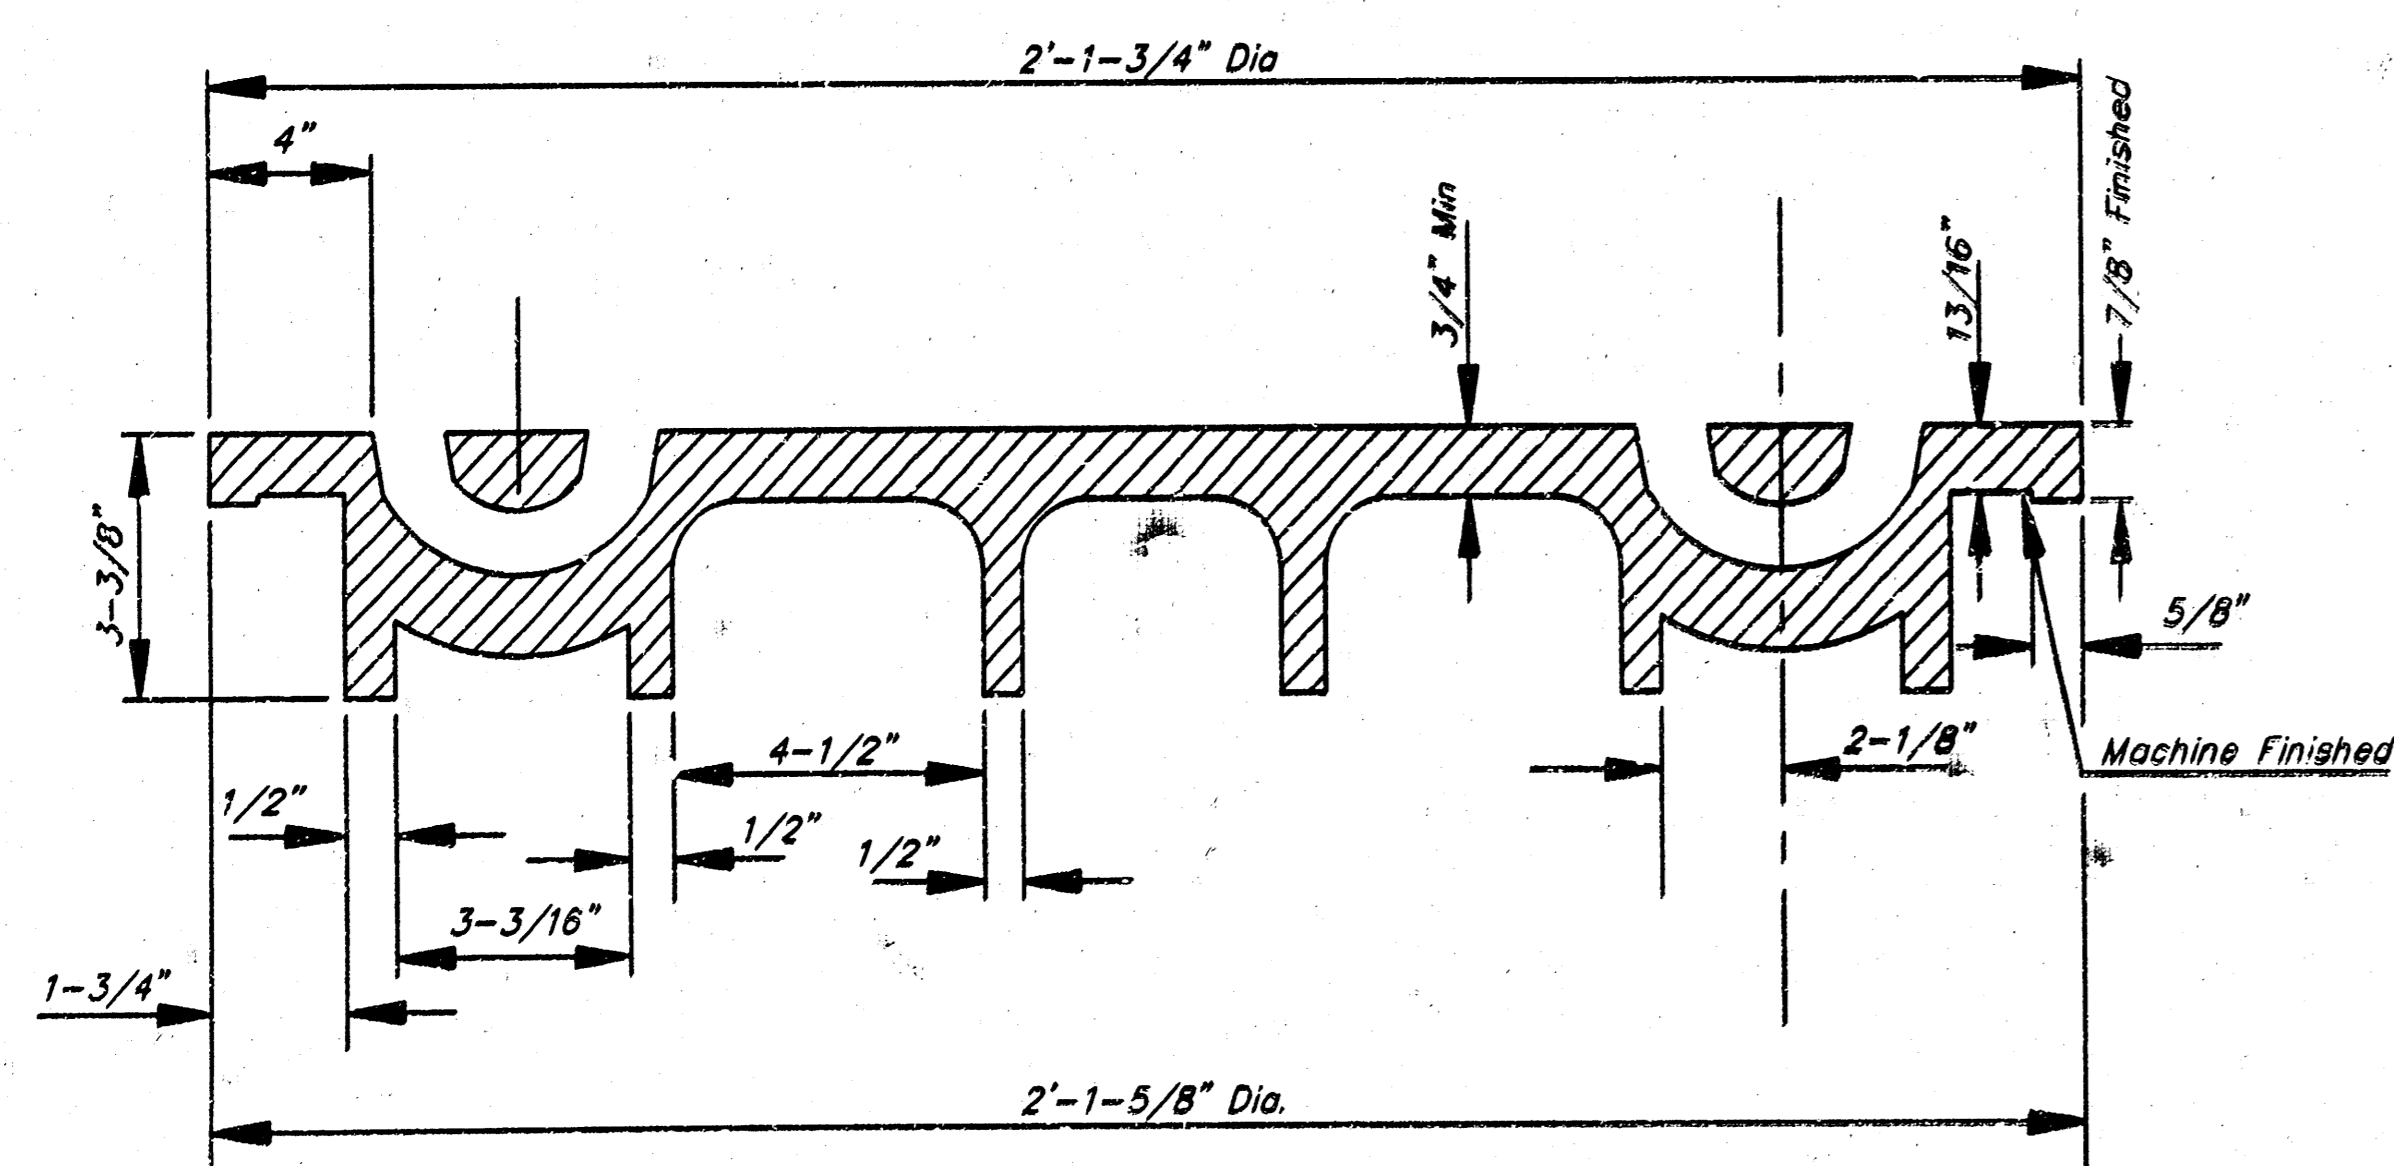 2'-1-3/4" Dia
4"
3/4" Min
13/16"
7/8" Finished
3-3/8"
5/8"
4-1/2"
2-1/8"
Machine Finished
1/2"
1/2"
1/2"
3-3/16"
1-3/4"
2'-1-5/8" Dia.